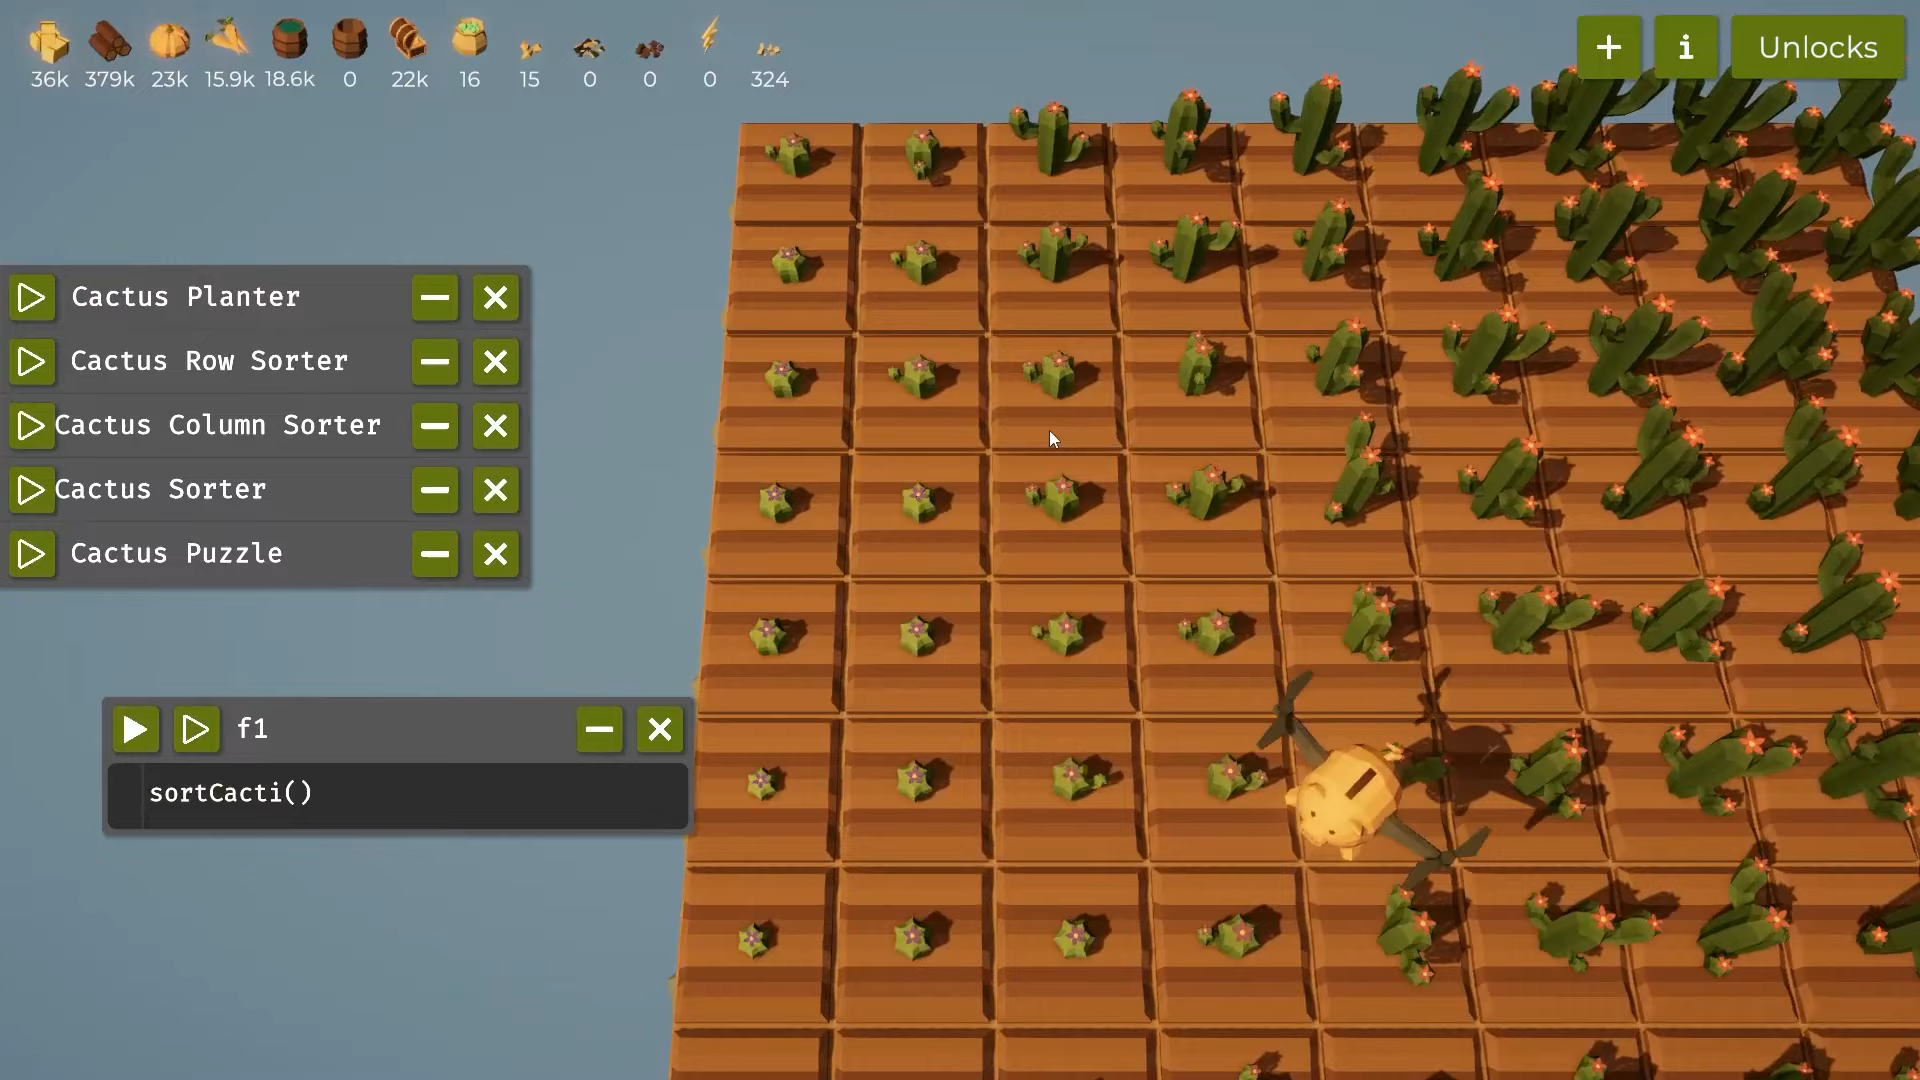 36k 379k 23k 15.9k 18.6k 0 22k 16 15 0 0 0 324
+ i Unlocks
Cactus Planter
Cactus Row Sorter
Cactus Column Sorter
Cactus Sorter
Cactus Puzzle
f1
sortCacti()